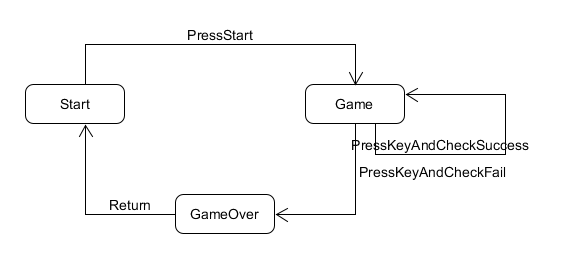 PressStart
Start
Game
PressKeyAndCheckSuccess
PressKeyAndCheckFail
Return
GameOver